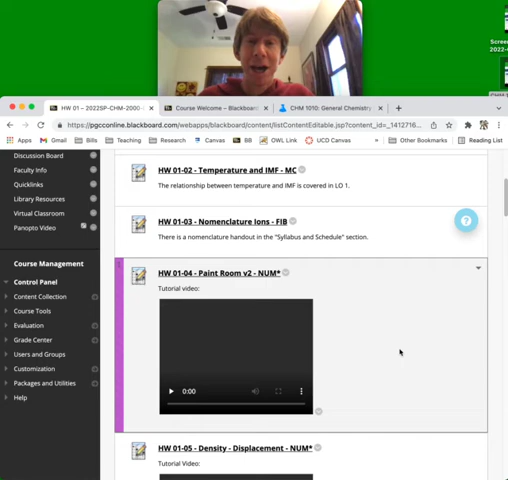 Screen
2022-0
HW 01 – 2022SP-CHM-2000-
Course Welcome – Blackboard
CHM 1010: General Chemistry
https://pgcconline.blackboard.com/webapps/blackboard/content/listContentEditable.jsp?content_id=_1412716...
Apps
Gmail
Bills
Teach
Research
Canvas
BB
Blog
UCD Canvas
»
Other Bookmarks
Reading List
Discussion Board
Faculty Info
Quicklinks
Library Resources
Virtual Classroom
Panopto Video
Course Management
Control Panel
Content Collection
Course Tools
Evaluation
Grade Center
Users and Groups
Customization
Packages and Utilities
Help
HW 01-02 - Temperature and IMF - MC
The relationship between temperature and IMF is covered in LO 1.
HW 01-03 - Nomenclature Ions - FIB
There is a nomenclature handout in the "Syllabus and Schedule" section.
HW 01-04 - Paint Room v2 - NUM*
Tutorial video:
0:00
HW 01-05 - Density - Displacement - NUM*
Tutorial Video: